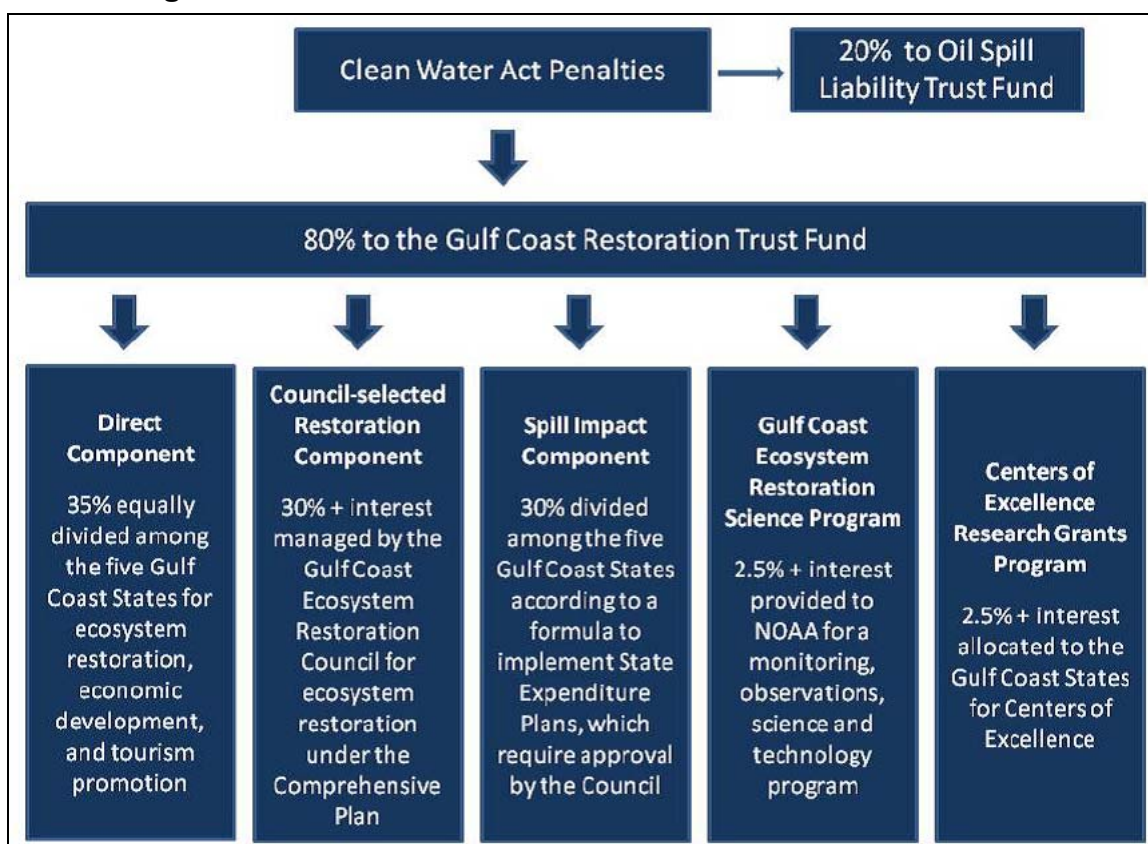 Clean Water Act Penalties
20% to Oil Spill
Liability Trust Fund
80% to the Gulf Coast Restoration Trust Fund
Direct
Component
35% equally
divided among
the five Gulf
Coast States for
ecosystem
restoration,
economic
development,
and tourism
promotion
Council-selected
Restoration
Component
30% + interest
managed by the
Gulf Coast
Ecosystem
Restoration
Council for
ecosystem
restoration
under the
Comprehensive
Plan
Spill Impact
Component
30% divided
among the five
Gulf Coast States
according to a
formula to
implement State
Expenditure
Plans, which
require approval
by the Council
Gulf Coast
Ecosystem
Restoration
Science Program
2.5% + interest
provided to
NOAA for a
monitoring,
observations,
science and
technology
program
Centers of
Excellence
Research Grants
Program
2.5% + interest
allocated to the
Gulf Coast States
for Centers of
Excellence